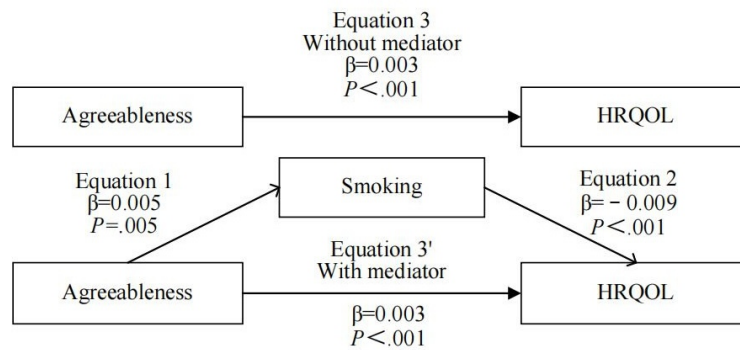 Equation 3
Without mediator
β=0.003
P<.001
Agreeableness
HRQOL
Equation 1
β=0.005
P=.005
Smoking
Equation 2
β=－0.009
P<.001
Equation 3'
With mediator
Agreeableness
HRQOL
β=0.003
P<.001